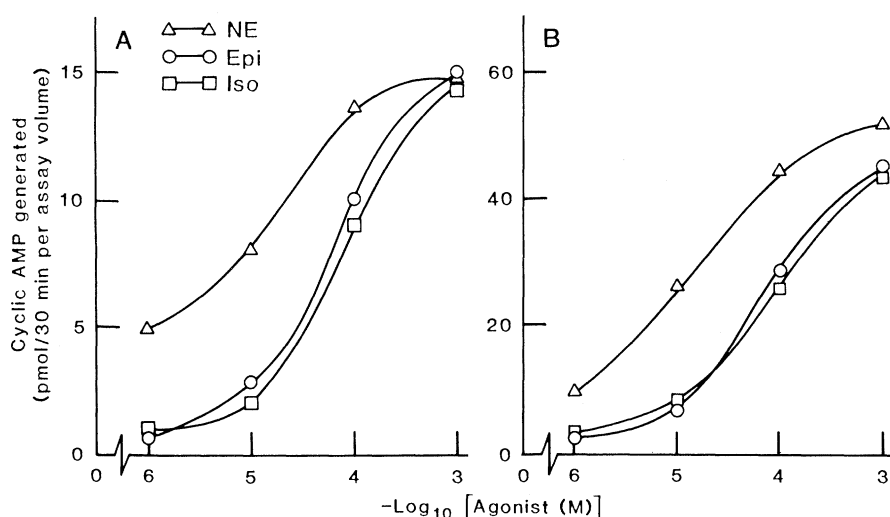 A
NE
Epi
Iso
B
Cyclic AMP generated
(pmol/30 min per assay volume)
15
10
5
0
60
40
20
0
0 6 5 4 3
0 6 5 4 3
-Log10 [Agonist (M)]